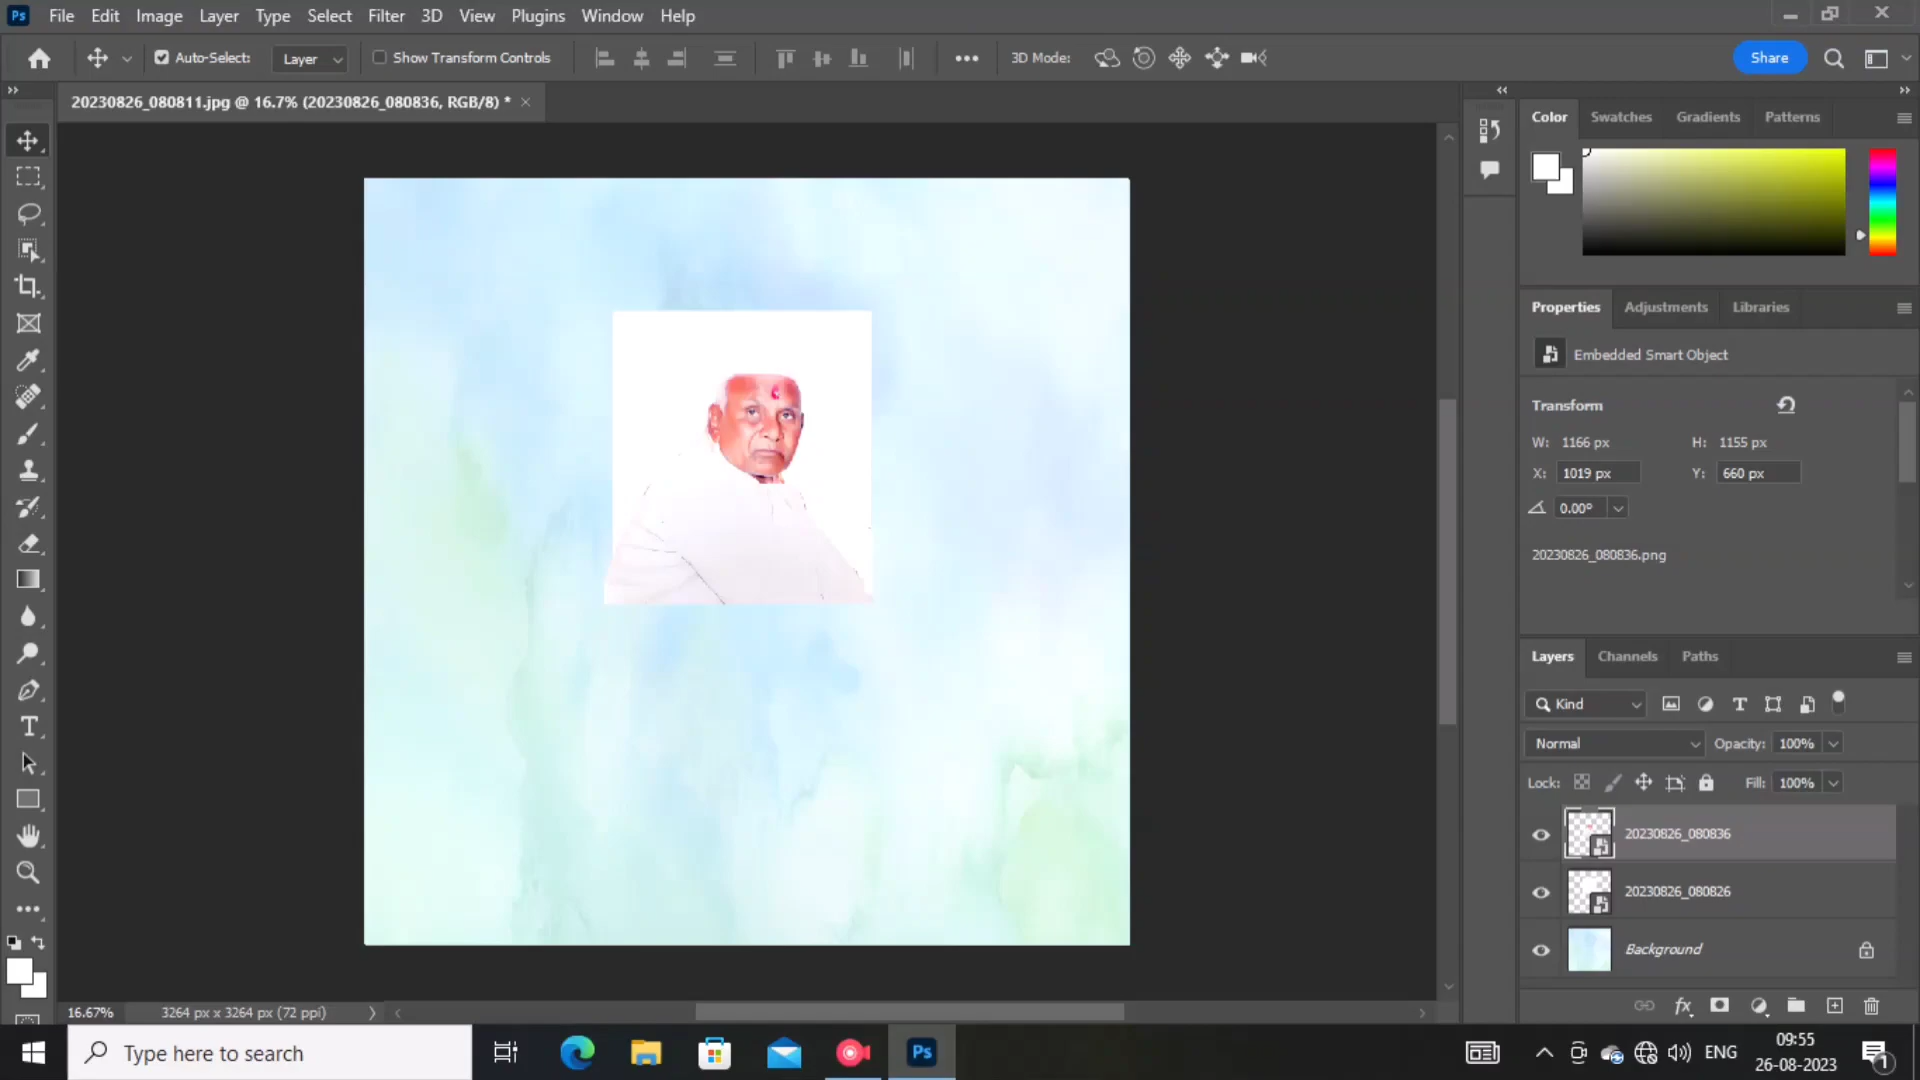 Ps File Edit Image Layer Type Select Filter 3D View Plugins Window Help
Auto-Select: Layer Show Transform Controls 3D Mode: Share
20230826_080811.jpg @ 16.7% (20230826_080836, RGB/8) *
Color Swatches Gradients Patterns
Properties Adjustments Libraries
Embedded Smart Object
Transform
W: 1166 px H: 1155 px
X: 1019 px Y: 660 px
0.00°
20230826_080836.png
Layers Channels Paths
Kind
Normal Opacity: 100%
Lock: Fill: 100%
20230826_080836
20230826_080826
Background
16.67% 3264 px x 3264 px (72 ppi)
Type here to search
Ps
ENG
09:55
26-08-2023
1